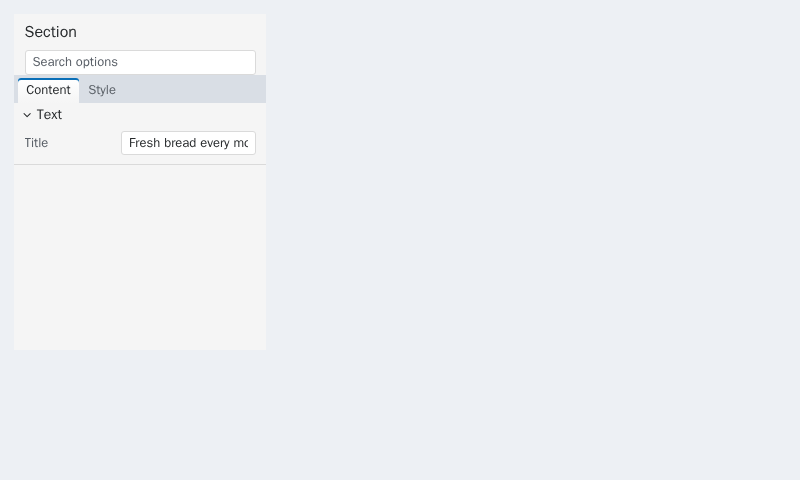 Section
Search options
Content Style
Text
Title Fresh bread every mo